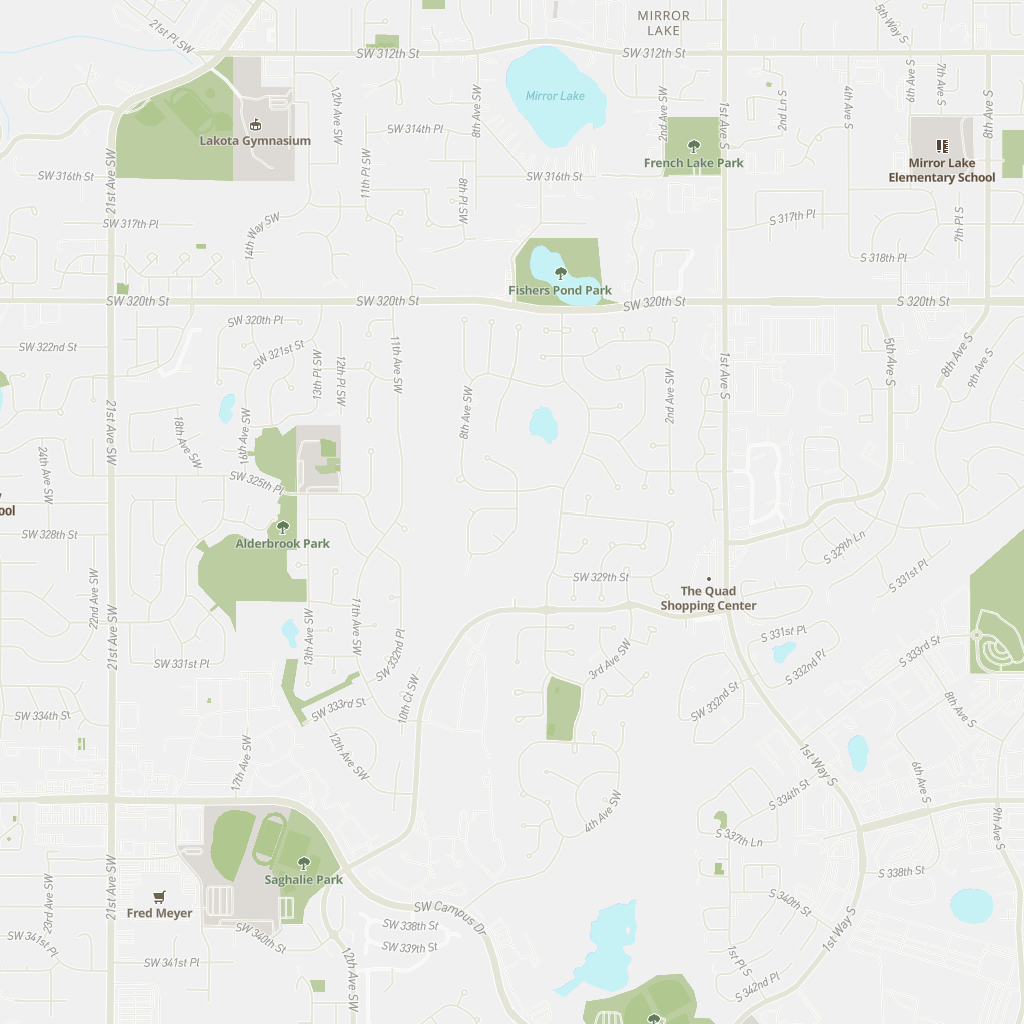 MIRROR
LAKE
21st Pl SW
SW 312th St
5th Way S
Mirror Lake
12th Ave SW
8th Ave SW
2nd Ave SW
1st Ave S
2nd Ln S
4th Ave S
6th Ave S
7th Ave S
8th Ave S
SW 314th Pl
Lakota Gymnasium
French Lake Park
Mirror Lake
Elementary School
SW 316th St
21st Ave SW
11th Pl SW
8th Pl SW
SW 316th St
SW 317th Pl
14th Way SW
S 317th Pl
7th Pl S
S 318th Pl
Fishers Pond Park
SW 320th St
SW 320th St
SW 320th St
S 320th St
SW 320th Pl
SW 322nd St
SW 321st St
13th Pl SW
12th Pl SW
11th Ave SW
8th Ave SW
2nd Ave SW
1st Ave S
5th Ave S
8th Ave S
9th Ave S
21st Ave SW
18th Ave SW
16th Ave SW
24th Ave SW
SW 325th Pl
ool
SW 328th St
Alderbrook Park
S 329th Ln
S 331st Pl
SW 329th St
The Quad
Shopping Center
22nd Ave SW
21st Ave SW
13th Ave SW
11th Ave SW
SW 332nd Pl
SW 331st Pl
S 331st Pl
S 332nd Pl
S 333rd St
3rd Ave SW
SW 332nd St
10th Ct SW
SW 333rd St
SW 334th St
8th Ave S
12th Ave SW
17th Ave SW
1st Way S
6th Ave S
S 334th St
4th Ave SW
9th Ave S
S 337th Ln
Saghalie Park
S 338th St
21st Ave SW
23rd Ave SW
Fred Meyer
SW Campus Dr
S 340th St
SW 338th St
SW 339th St
SW 340th St
SW 341st Pl
SW 341st Pl
12th Ave SW
1st Way S
1st Pl S
S 342nd Pl